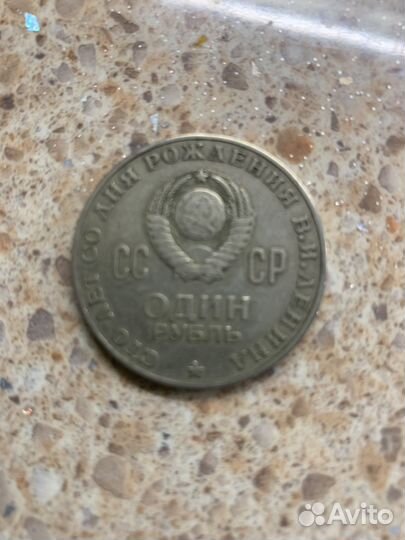 СТО ЛЕТ СО ДНЯ РОЖДЕНИЯ В.И.ЛЕНИНА
СС СР
ОДИН
РУБЛЬ
Avito